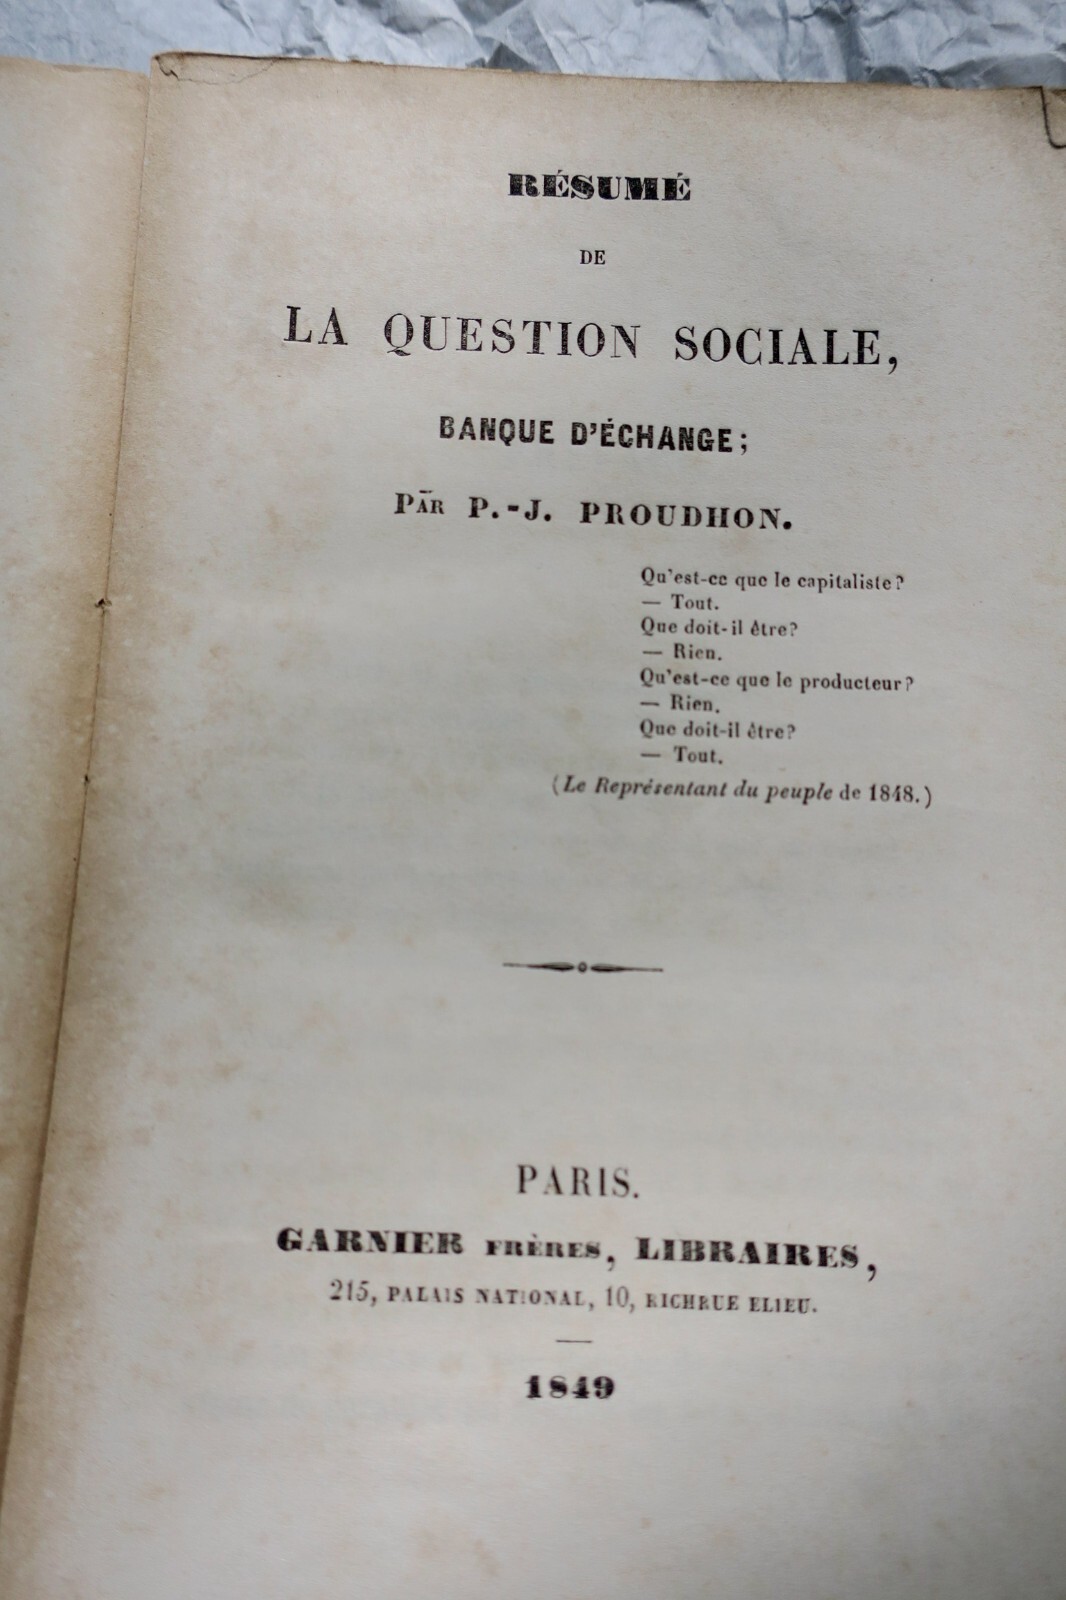 RÉSUMÉ
DE
LA QUESTION SOCIALE,
BANQUE D'ÉCHANGE;
PAR P.-J. PROUDHON.
Qu'est-ce que le capitaliste?
— Tout.
Que doit-il être?
— Rien.
Qu'est-ce que le producteur?
— Rien.
Que doit-il être?
— Tout.
(Le Représentant du peuple de 1848.)
PARIS.
GARNIER FRÈRES, LIBRAIRES,
215, PALAIS NATIONAL, 10, RICHRUE ELIEU.
1849